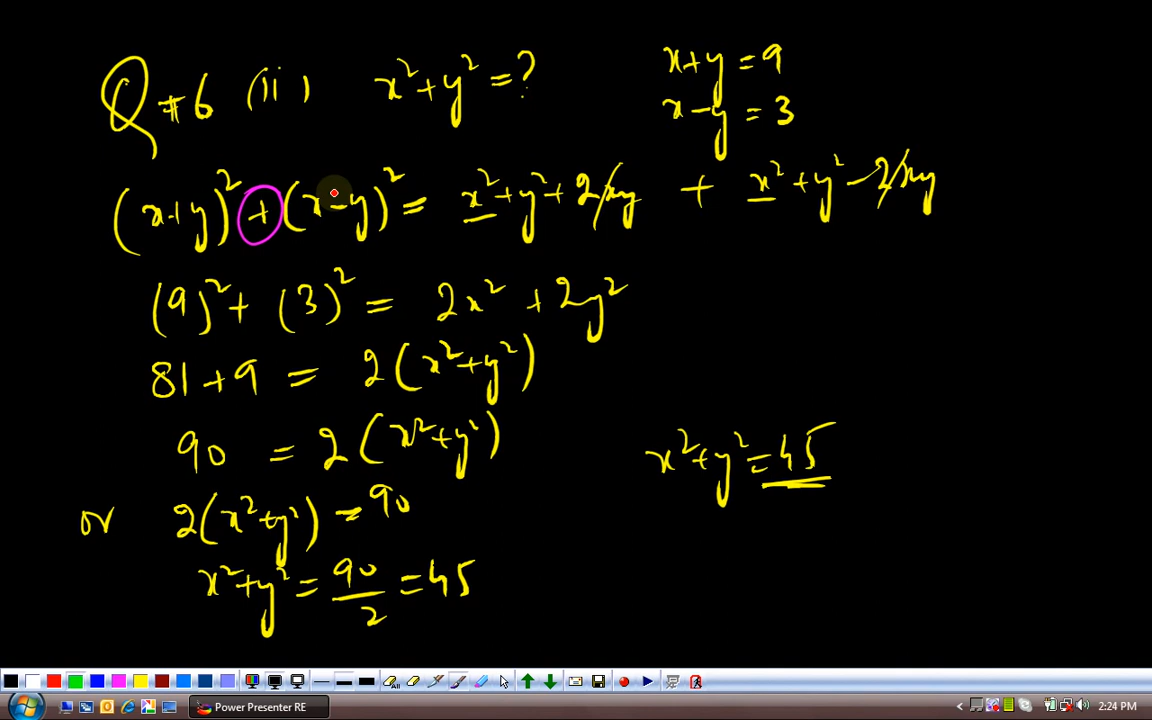 Q #6 (ii) x²+y²=?
x+y=9
x-y=3
(x+y)²+(x-y)²= x²+y²+2xy + x²+y²-2xy
(9)²+(3)² = 2x²+2y²
81+9 = 2(x²+y²)
90 = 2(x²+y²)
or 2(x²+y²) = 90
x²+y²= 90/2 =45
x²+y²=45
All
Power Presenter RE
2:24 PM